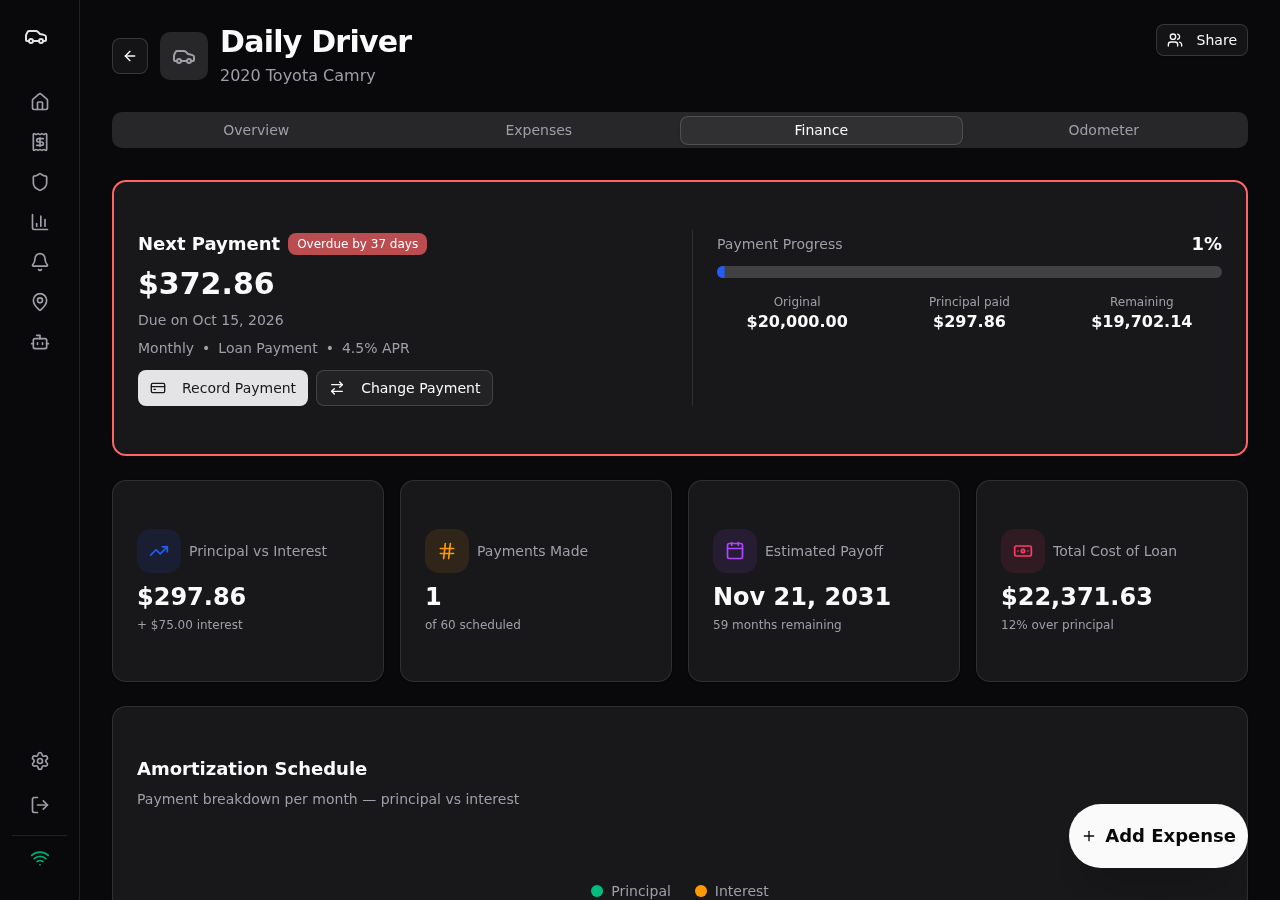 Daily Driver
2020 Toyota Camry
Share
Overview
Expenses
Finance
Odometer
Next Payment
Overdue by 37 days
$372.86
Due on Oct 15, 2026
Monthly • Loan Payment • 4.5% APR
Record Payment
Change Payment
Payment Progress
1%
Original
$20,000.00
Principal paid
$297.86
Remaining
$19,702.14
Principal vs Interest
$297.86
+ $75.00 interest
Payments Made
1
of 60 scheduled
Estimated Payoff
Nov 21, 2031
59 months remaining
Total Cost of Loan
$22,371.63
12% over principal
Amortization Schedule
Payment breakdown per month — principal vs interest
Add Expense
Principal
Interest